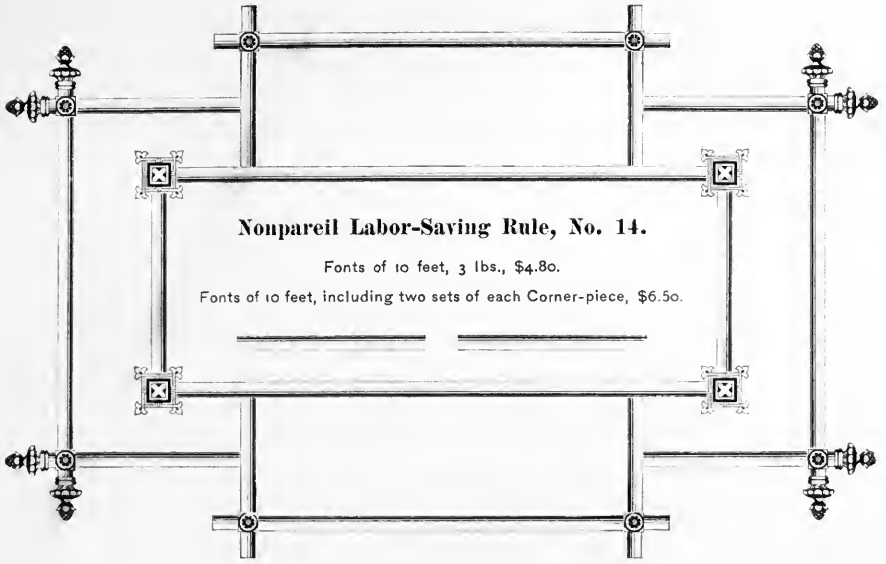 Nonpareil Labor-Saving Rule, No. 14.
Fonts of 10 feet, 3 lbs., $4.80.
Fonts of 10 feet, including two sets of each Corner-piece, $6.50.